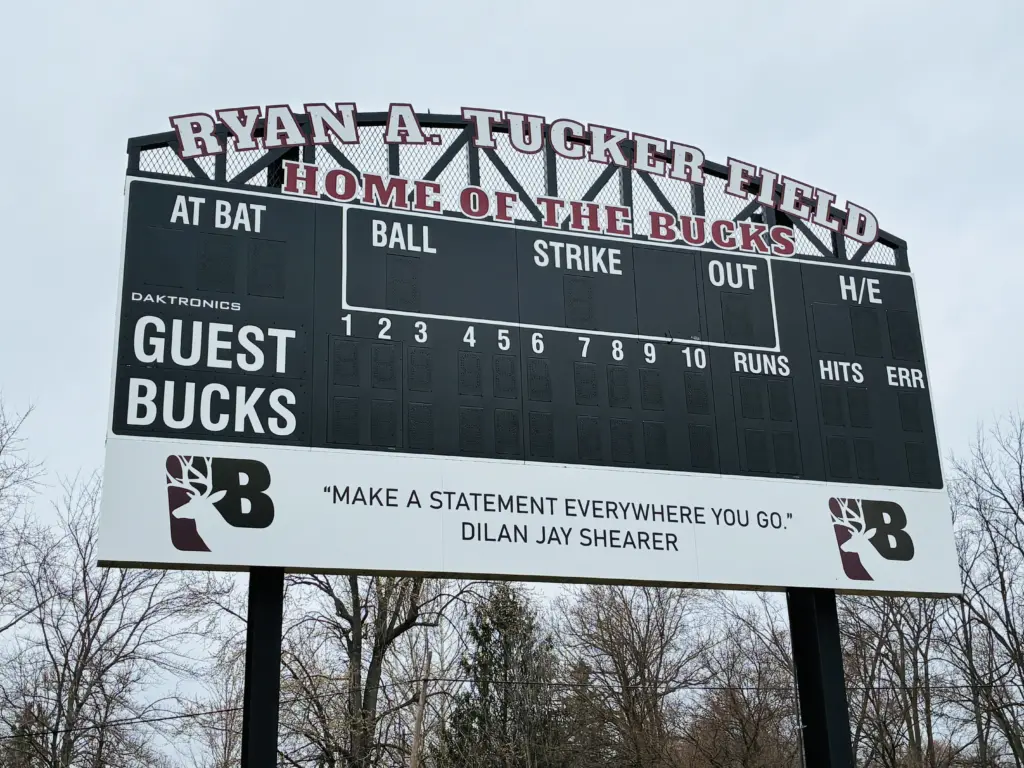 RYAN A. TUCKER FIELD
HOME OF THE BUCKS
AT BAT
BALL
STRIKE
OUT
H/E
DAKTRONICS
1 2 3 4 5 6 7 8 9 10 RUNS HITS ERR
GUEST
BUCKS
B
"MAKE A STATEMENT EVERYWHERE YOU GO."
DILAN JAY SHEARER
B